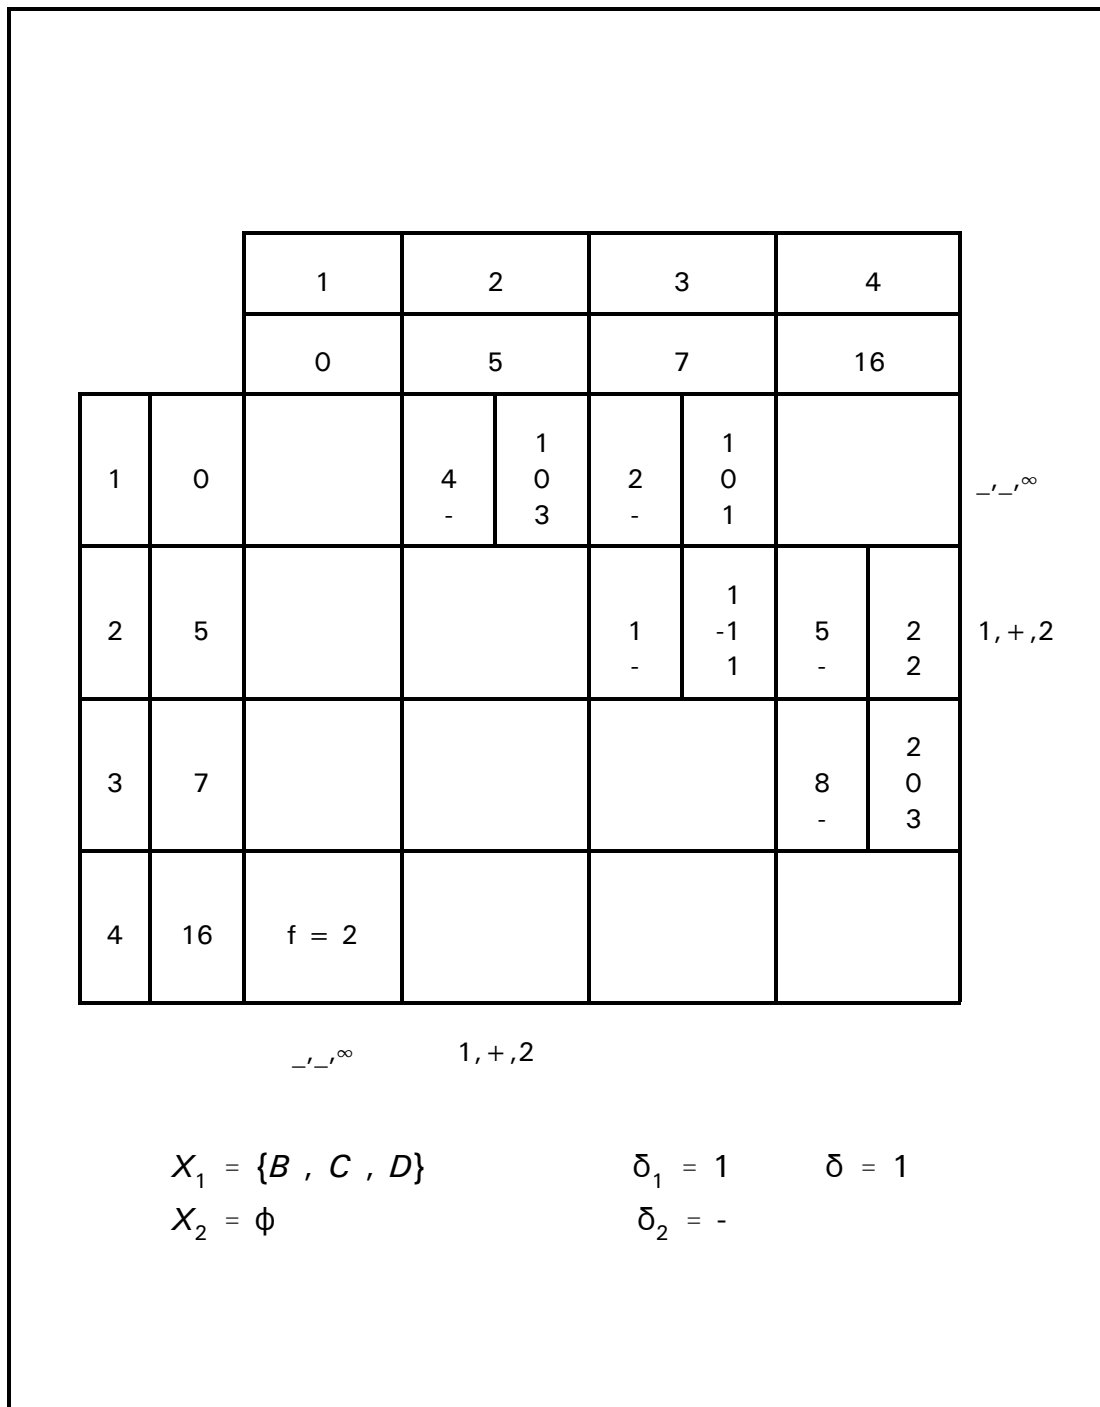 1 2 3 4
0 5 7 16
1 1
1 0 4 0 2 0 _,_,∞
- 3 - 1
1
2 5 1 -1 5 2 1,+,2
- 1 - 2
2
3 7 8 0
- 3
4 16 f = 2
_,_,∞ 1,+,2
X₁ = {B , C , D} δ₁ = 1 δ = 1
X₂ = ϕ δ₂ = -